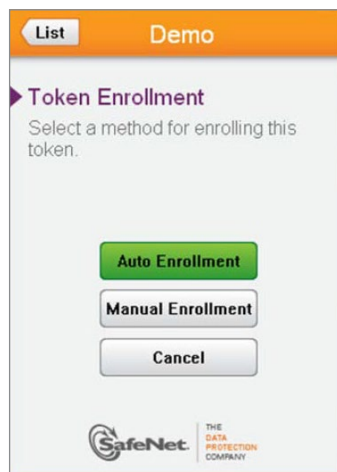 List
Demo
Token Enrollment
Select a method for enrolling this
token.
Auto Enrollment
Manual Enrollment
Cancel
SafeNet.
THE
DATA
PROTECTION
COMPANY